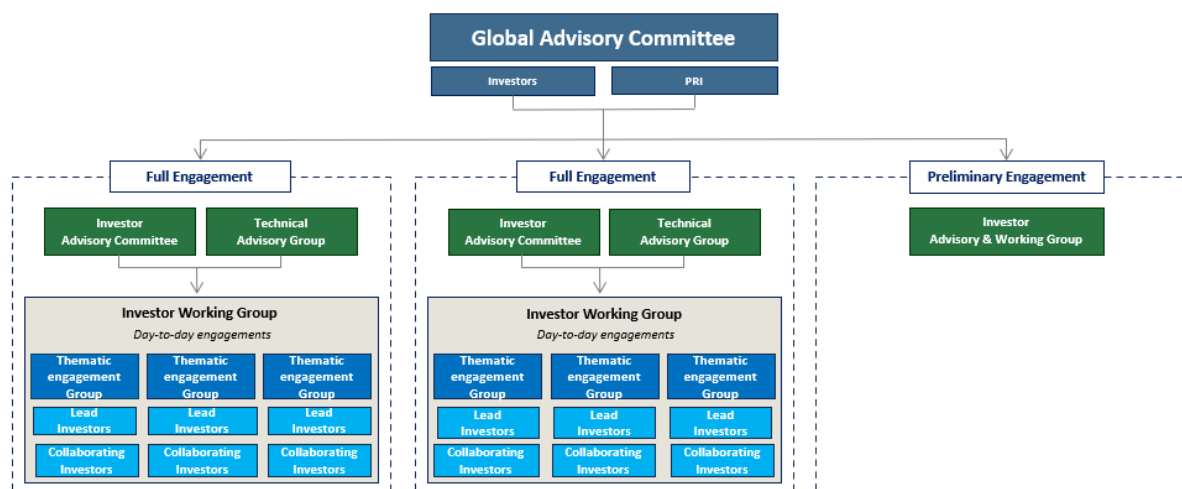 Global Advisory Committee
Investors
PRI
Full Engagement
Full Engagement
Preliminary Engagement
Investor
Advisory Committee
Technical
Advisory Group
Investor
Advisory Committee
Technical
Advisory Group
Investor
Advisory & Working Group
Investor Working Group
Day-to-day engagements
Thematic
engagement
Group
Thematic
engagement
Group
Thematic
engagement
Group
Lead
Investors
Lead
Investors
Lead
Investors
Collaborating
Investors
Collaborating
Investors
Collaborating
Investors
Investor Working Group
Day-to-day engagements
Thematic
engagement
Group
Thematic
engagement
Group
Thematic
engagement
Group
Lead
Investors
Lead
Investors
Lead
Investors
Collaborating
Investors
Collaborating
Investors
Collaborating
Investors